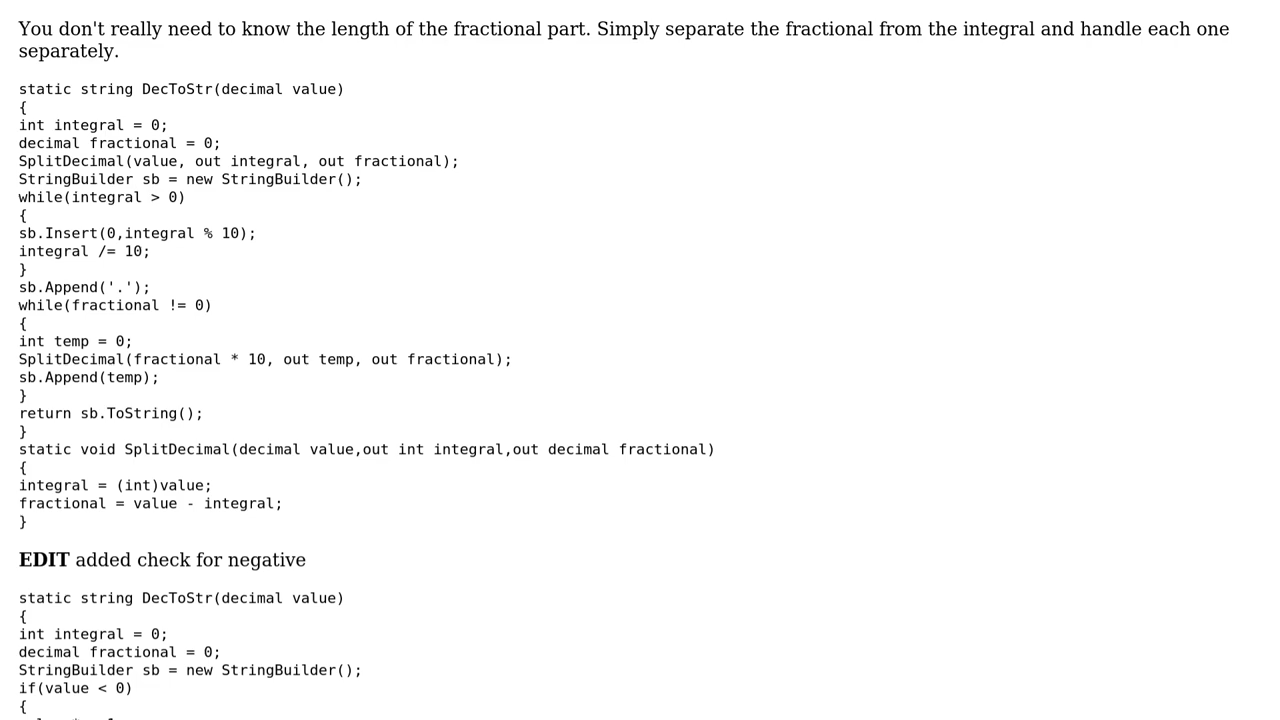 You don't really need to know the length of the fractional part. Simply separate the fractional from the integral and handle each one
separately.
static string DecToStr(decimal value)
{
int integral = 0;
decimal fractional = 0;
SplitDecimal(value, out integral, out fractional);
StringBuilder sb = new StringBuilder();
while(integral > 0)
{
sb.Insert(0,integral % 10);
integral /= 10;
}
sb.Append('.');
while(fractional != 0)
{
int temp = 0;
SplitDecimal(fractional * 10, out temp, out fractional);
sb.Append(temp);
}
return sb.ToString();
}
static void SplitDecimal(decimal value,out int integral,out decimal fractional)
{
integral = (int)value;
fractional = value - integral;
}
EDIT added check for negative
static string DecToStr(decimal value)
{
int integral = 0;
decimal fractional = 0;
StringBuilder sb = new StringBuilder();
if(value < 0)
{